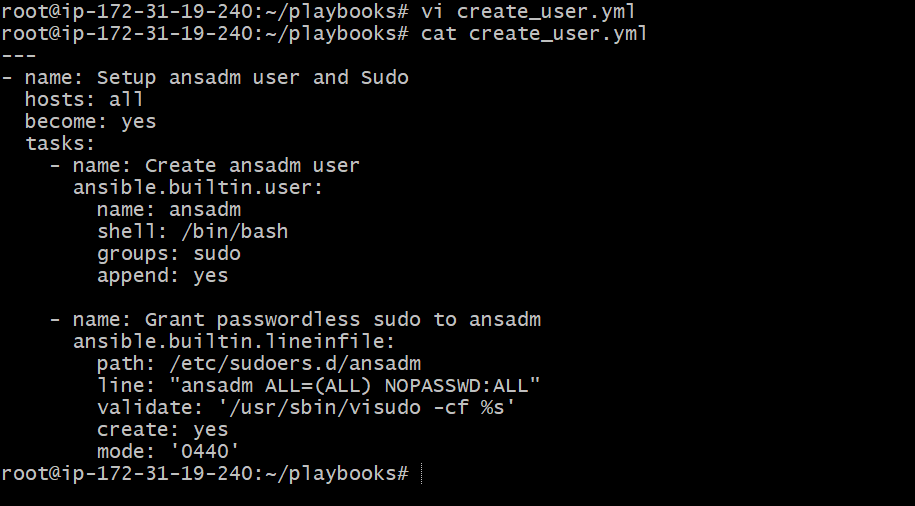 root@ip-172-31-19-240:~/playbooks# vi create_user.yml
root@ip-172-31-19-240:~/playbooks# cat create_user.yml
---
- name: Setup ansadm user and Sudo
  hosts: all
  become: yes
  tasks:
    - name: Create ansadm user
      ansible.builtin.user:
        name: ansadm
        shell: /bin/bash
        groups: sudo
        append: yes

    - name: Grant passwordless sudo to ansadm
      ansible.builtin.lineinfile:
        path: /etc/sudoers.d/ansadm
        line: "ansadm ALL=(ALL) NOPASSWD:ALL"
        validate: '/usr/sbin/visudo -cf %s'
        create: yes
        mode: '0440'
root@ip-172-31-19-240:~/playbooks#